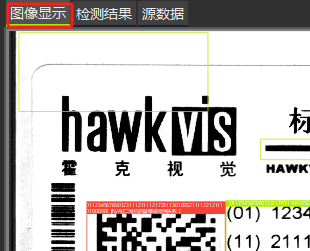 图像显示 检测结果 源数据
hawkvis
标
霍克视觉
HAWK
(01) 1234
(11) 2111